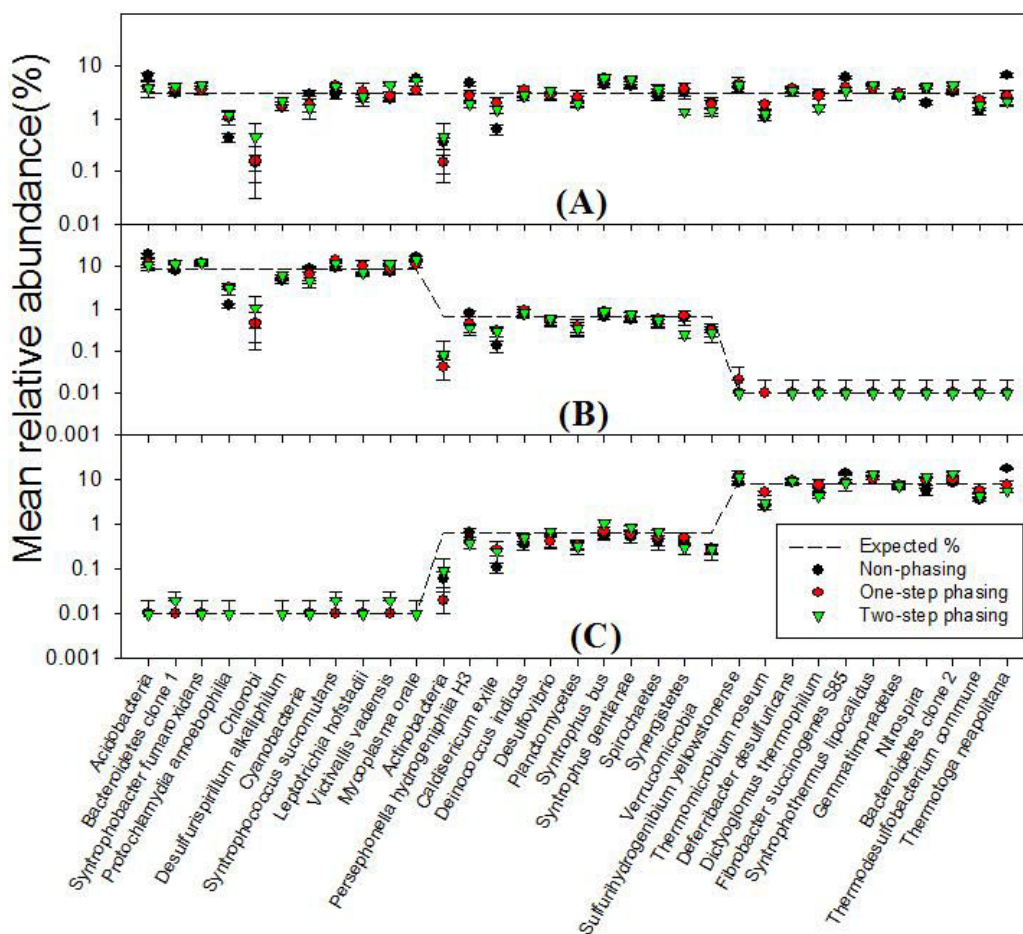 Mean relative abundance(%)
10
1
0.1
0.01
(A)
10
1
0.1
0.01
0.001
(B)
10
1
0.1
0.01
0.001
(C)
Expected %
Non-phasing
One-step phasing
Two-step phasing
Acidobacteria
Bacteroidetes clone 1
Syntrophobacter fumaroxidans
Protochlamydia amoebophilia
Chlorobi
Desulfurispirillum alkaliphilum
Cyanobacteria
Syntrophococcus sucromutans
Leptotrichia hofstadii
Victivallis vadensis
Mycoplasma orale
Actinobacteria
Persephonella hydrogeniphilia H3
Caldisericum exile
Deinococcus indicus
Desulfovibrio
Planctomycetes
Syntrophus bus
Syntrophus gentianae
Spirochaetes
Synergistetes
Verrucomicrobia
Sulfurihydrogenibium yellowstonense
Thermomicrobium roseum
Deferribacter desulfuricans
Dictyoglomus thermophilum
Fibrobacter succinogenes S85
Syntrophothermus lipocalidus
Germatimonadetes
Nitrospira
Bacteroidetes clone 2
Thermodesulfobacterium commune
Thermotoga neapolitania